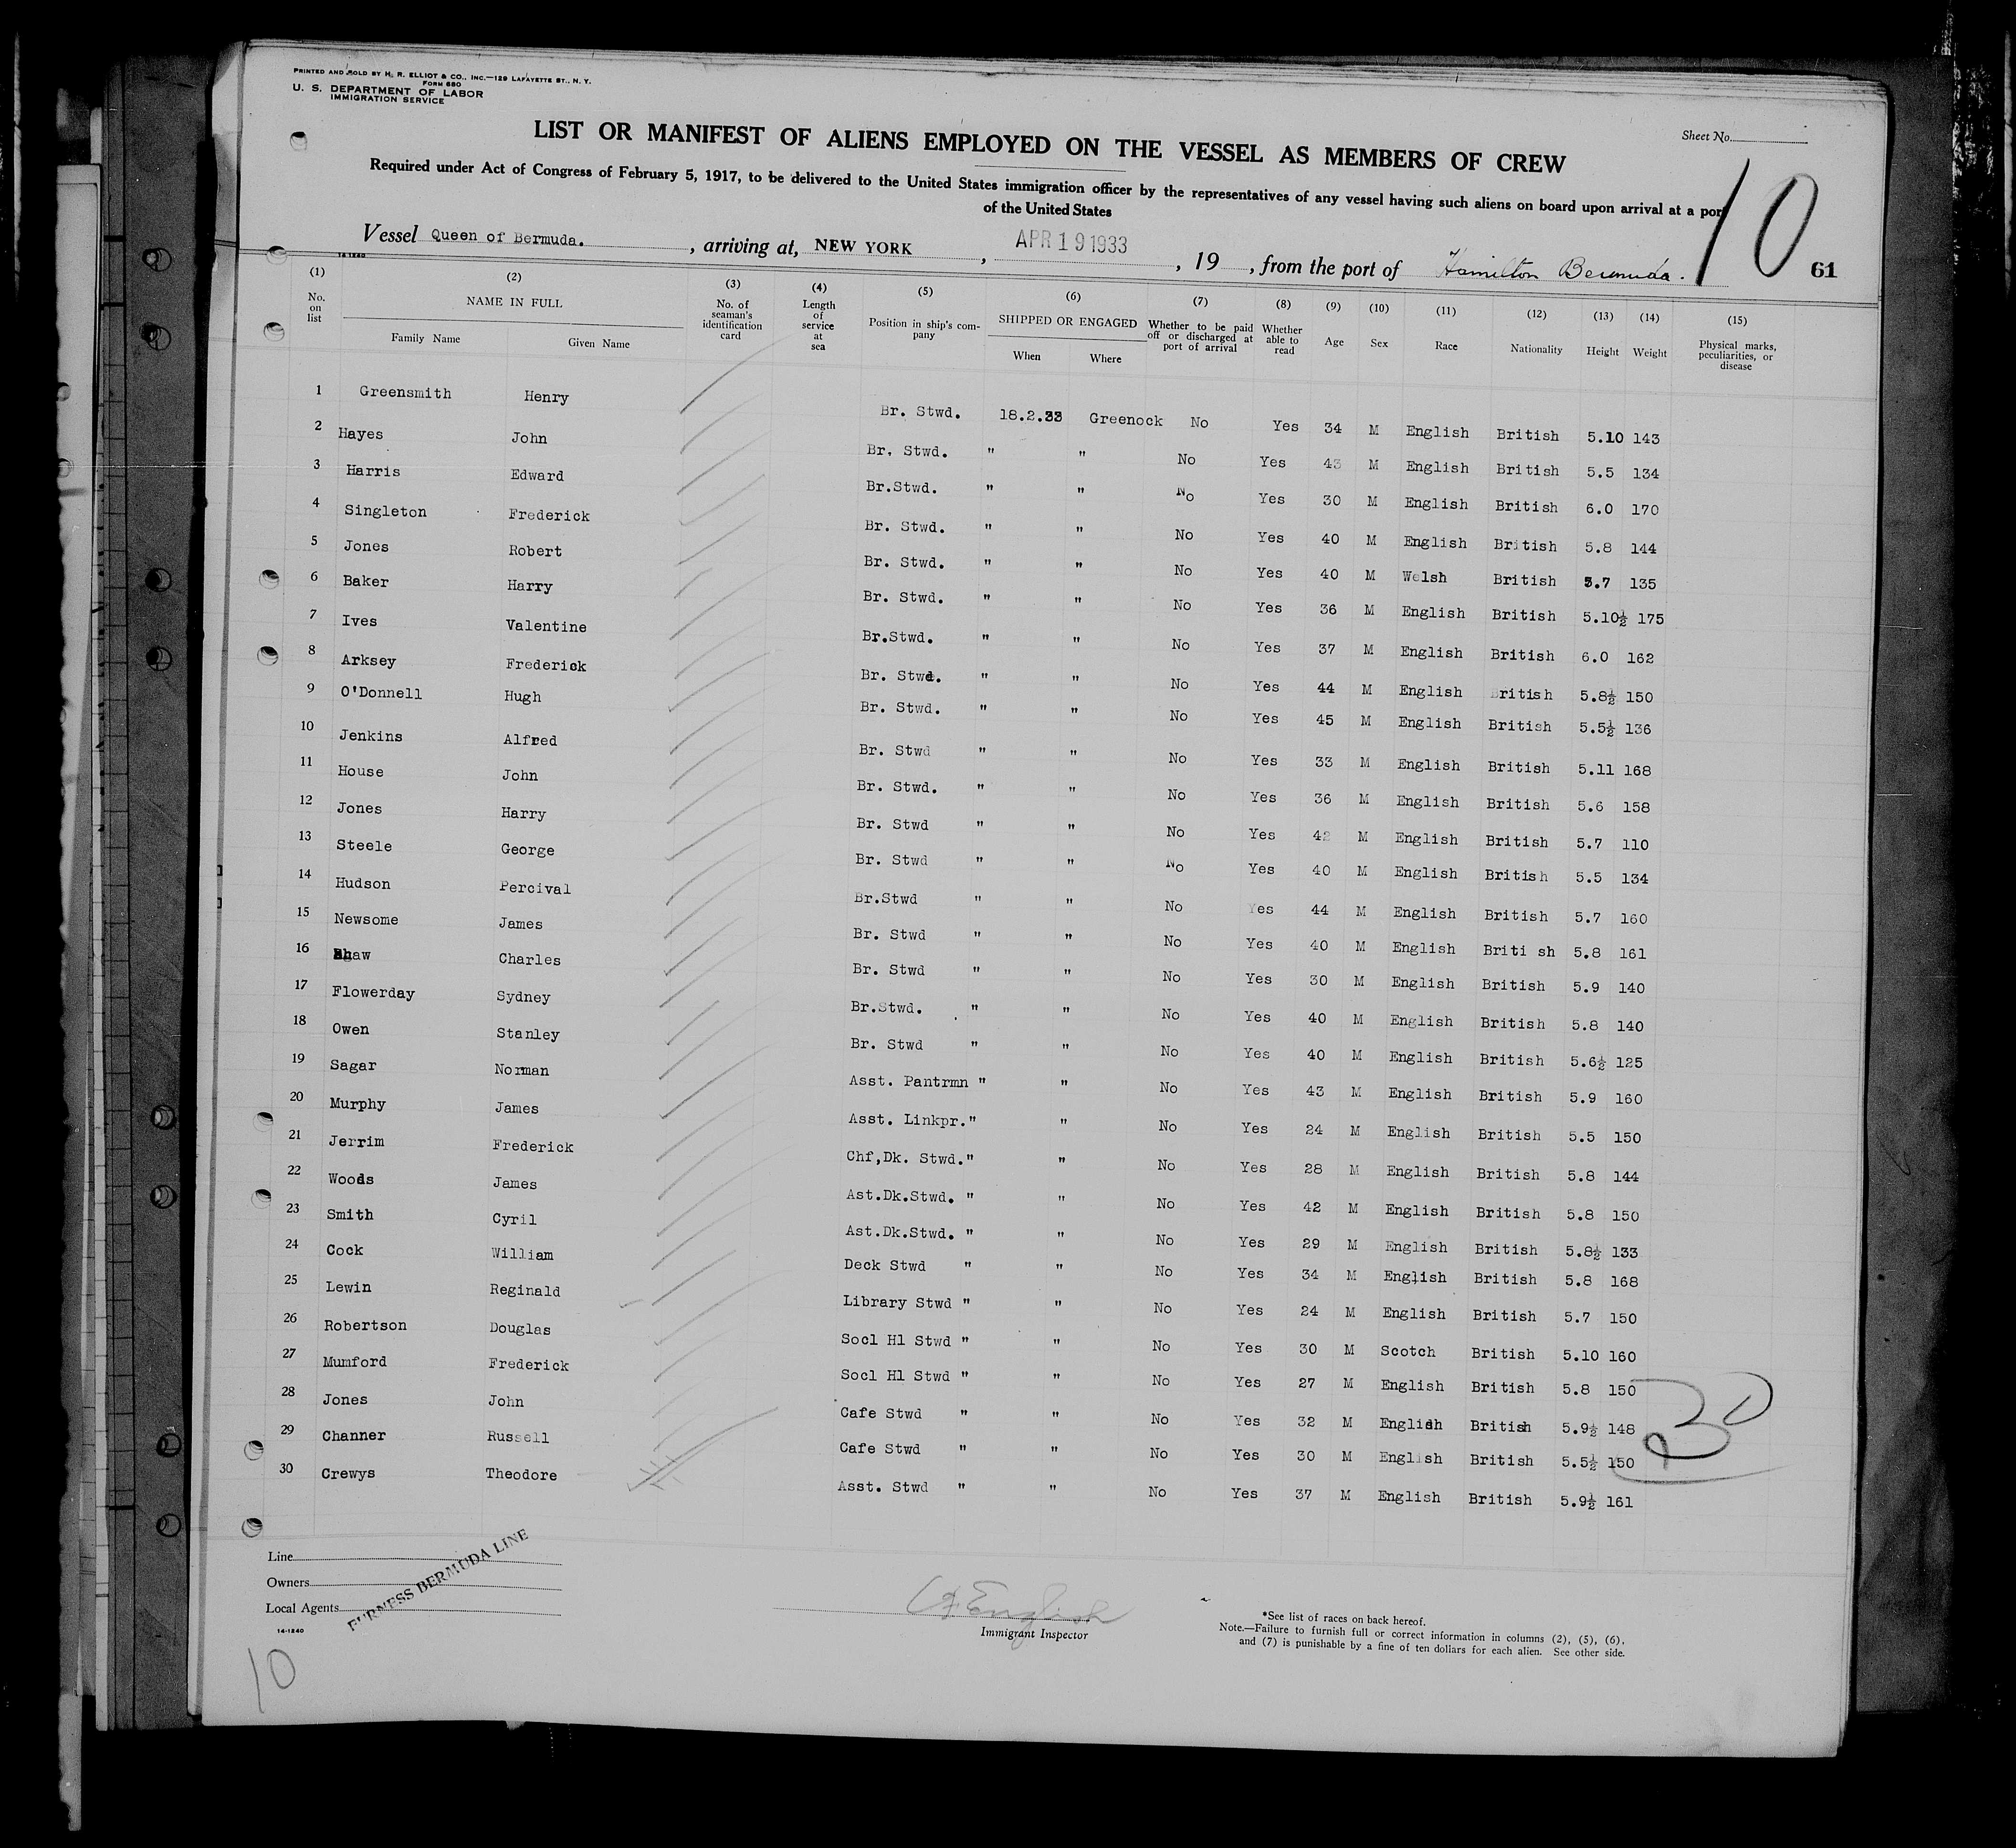 PRINTED AND SOLD BY H. R. ELLIOT & CO., INC.—129 LAFAYETTE ST., N. Y.
FORM 680
U. S. DEPARTMENT OF LABOR
IMMIGRATION SERVICE
Sheet No.
LIST OR MANIFEST OF ALIENS EMPLOYED ON THE VESSEL AS MEMBERS OF CREW
Required under Act of Congress of February 5, 1917, to be delivered to the United States immigration officer by the representatives of any vessel having such aliens on board upon arrival at a port
of the United States
10
Vessel Queen of Bermuda. , arriving at, NEW YORK , APR 19 1933 , 19 , from the port of Hamilton Bermuda. 61
14-1240
(1) (2) (3) (4) (5) (6) (7) (8) (9) (10) (11) (12) (13) (14) (15)
No. on list NAME IN FULL Family Name Given Name No. of seaman's identification card Length of service at sea Position in ship's company SHIPPED OR ENGAGED When Where Whether to be paid off or discharged at port of arrival Whether able to read Age Sex Race Nationality Height Weight Physical marks, peculiarities, or disease
1 Greensmith Henry Br. Stwd. 18.2.33 Greenock No Yes 34 M English British 5.10 143
2 Hayes John Br. Stwd. " " No Yes 43 M English British 5.5 134
3 Harris Edward Br.Stwd. " " No Yes 30 M English British 6.0 170
4 Singleton Frederick Br. Stwd. " " No Yes 40 M English British 5.8 144
5 Jones Robert Br. Stwd. " " No Yes 40 M Welsh British 5.7 135
6 Baker Harry Br. Stwd. " " No Yes 36 M English British 5.10½ 175
7 Ives Valentine Br.Stwd. " " No Yes 37 M English British 6.0 162
8 Arksey Frederick Br. Stwd. " " No Yes 44 M English British 5.8½ 150
9 O'Donnell Hugh Br. Stwd. " " No Yes 45 M English British 5.5½ 136
10 Jenkins Alfred Br. Stwd " " No Yes 33 M English British 5.11 168
11 House John Br. Stwd. " " No Yes 36 M English British 5.6 158
12 Jones Harry Br. Stwd " " No Yes 42 M English British 5.7 110
13 Steele George Br. Stwd " " No Yes 40 M English British 5.5 134
14 Hudson Percival Br.Stwd " " No Yes 44 M English British 5.7 160
15 Newsome James Br. Stwd " " No Yes 40 M English Briti sh 5.8 161
16 Shaw Charles Br. Stwd " " No Yes 30 M English British 5.9 140
17 Flowerday Sydney Br.Stwd. " " No Yes 40 M English British 5.8 140
18 Owen Stanley Br. Stwd " " No Yes 40 M English British 5.6½ 125
19 Sagar Norman Asst. Pantrmn " " No Yes 43 M English British 5.9 160
20 Murphy James Asst. Linkpr. " " No Yes 24 M English British 5.5 150
21 Jerrim Frederick Chf,Dk. Stwd. " " No Yes 28 M English British 5.8 144
22 Woods James Ast.Dk.Stwd. " " No Yes 42 M English British 5.8 150
23 Smith Cyril Ast.Dk.Stwd. " " No Yes 29 M English British 5.8½ 133
24 Cock William Deck Stwd " " No Yes 34 M English British 5.8 168
25 Lewin Reginald Library Stwd " " No Yes 24 M English British 5.7 150
26 Robertson Douglas Socl Hl Stwd " " No Yes 30 M Scotch British 5.10 160
27 Mumford Frederick Socl Hl Stwd " " No Yes 27 M English British 5.8 150
28 Jones John Cafe Stwd " " No Yes 32 M English British 5.9½ 148
29 Channer Russell Cafe Stwd " " No Yes 30 M English British 5.5½ 150
30 Crewys Theodore Asst. Stwd " " No Yes 37 M English British 5.9½ 161
30
Line
Owners
Local Agents
FURNESS BERMUDA LINE
14-1240
English
Immigrant Inspector
*See list of races on back hereof.
Note.—Failure to furnish full or correct information in columns (2), (5), (6),
and (7) is punishable by a fine of ten dollars for each alien. See other side.
10